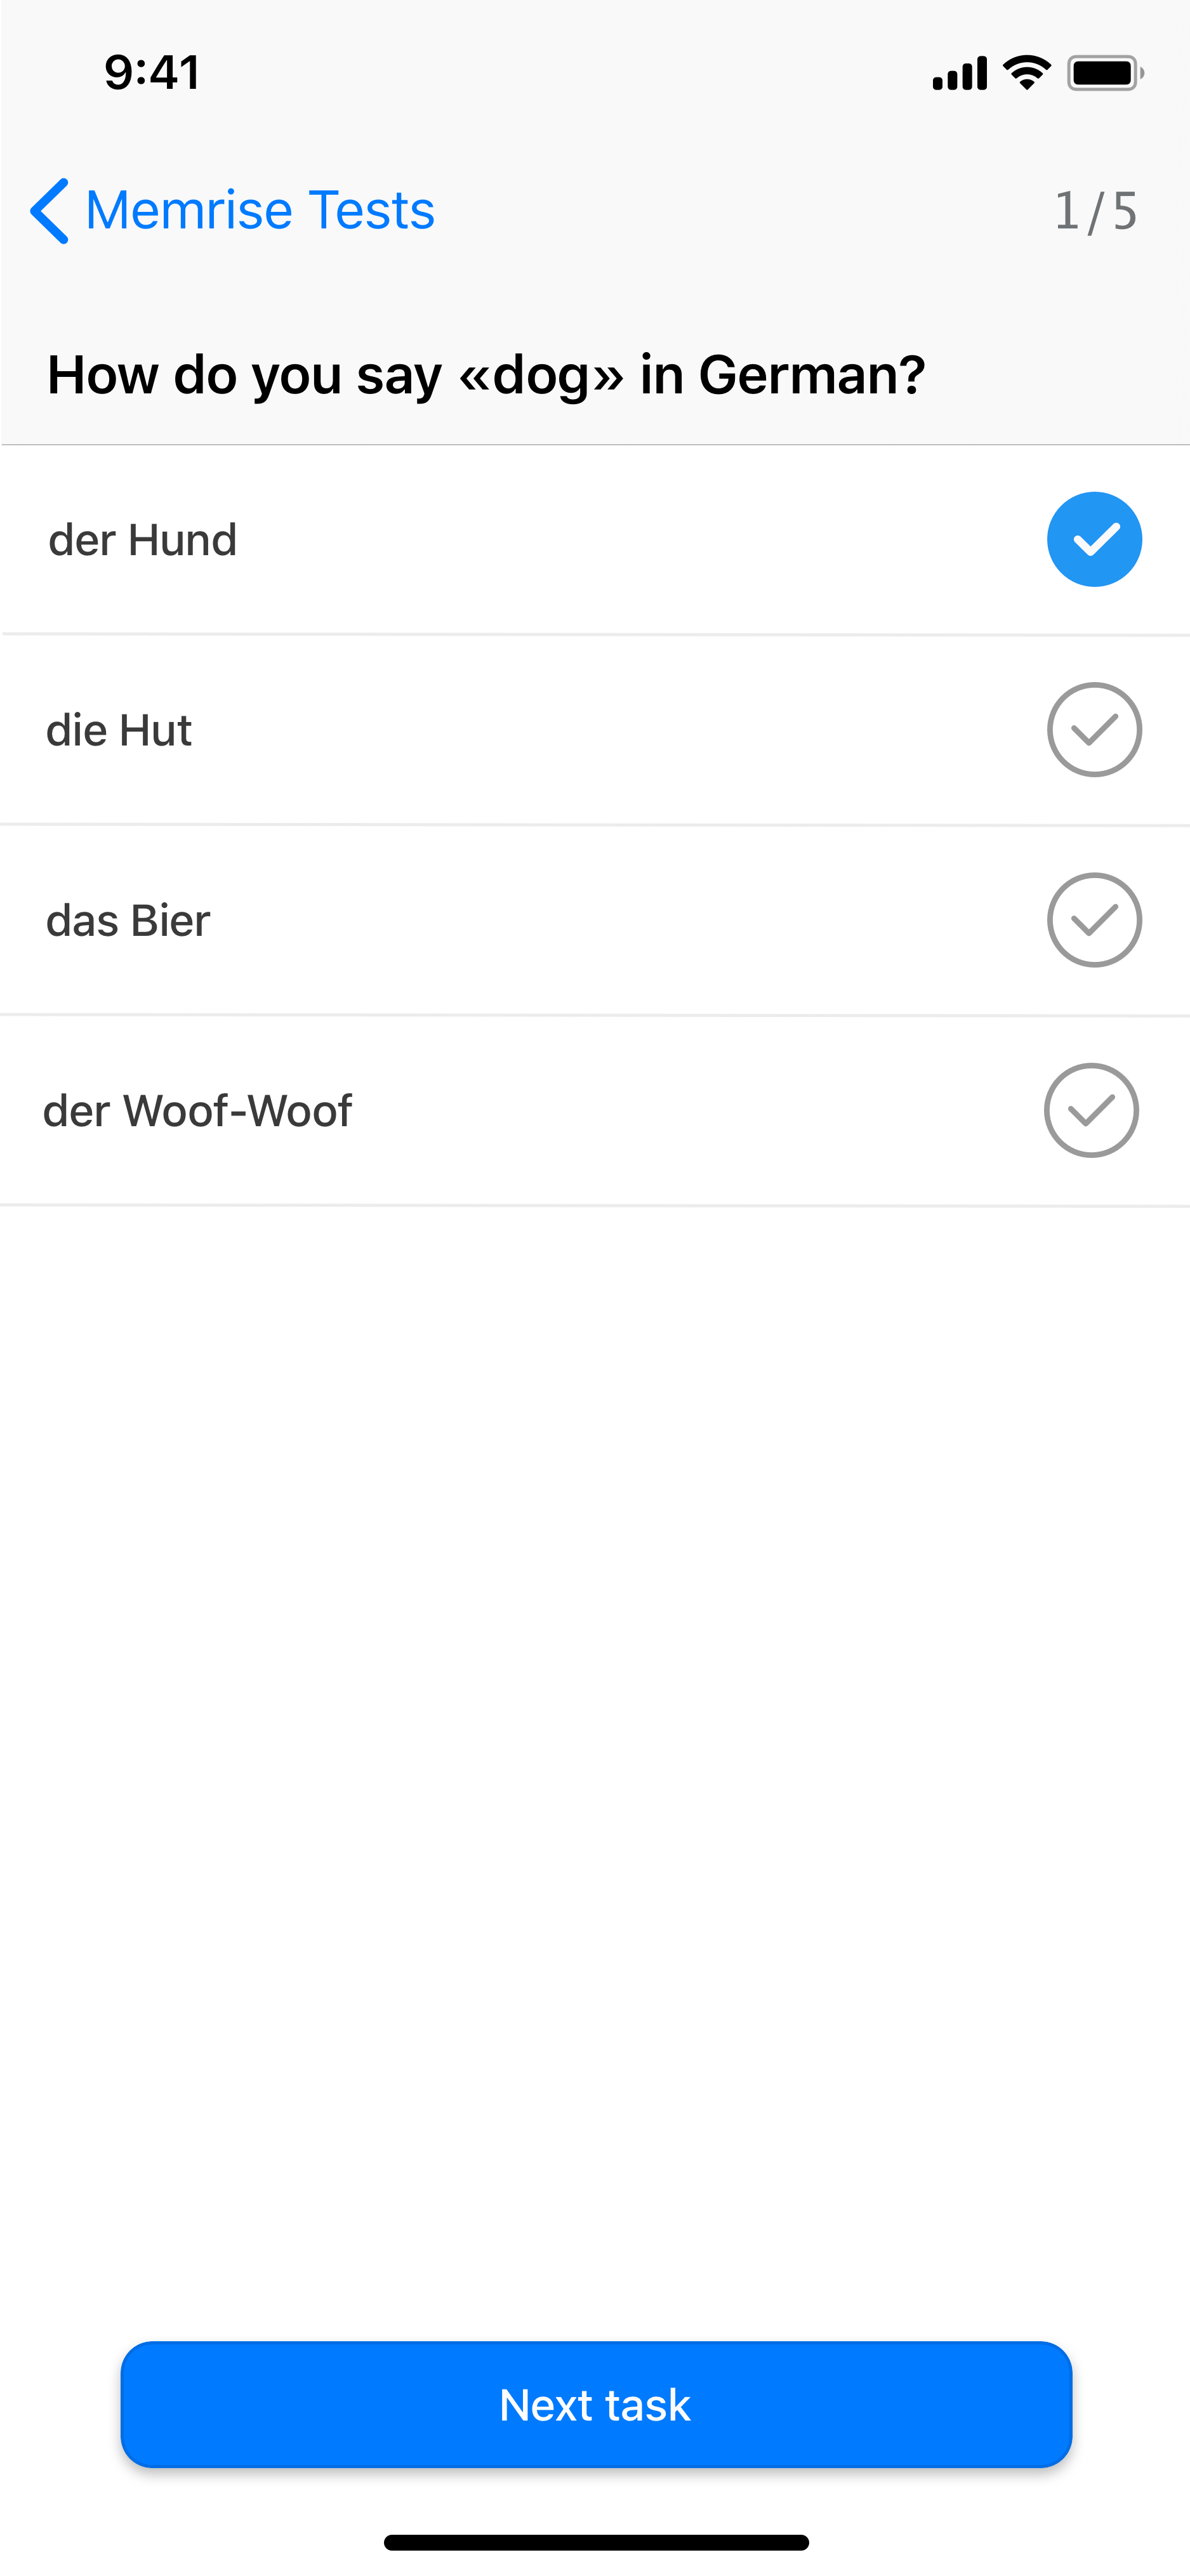 9:41
Memrise Tests
1/5
How do you say «dog» in German?
der Hund
die Hut
das Bier
der Woof-Woof
Next task